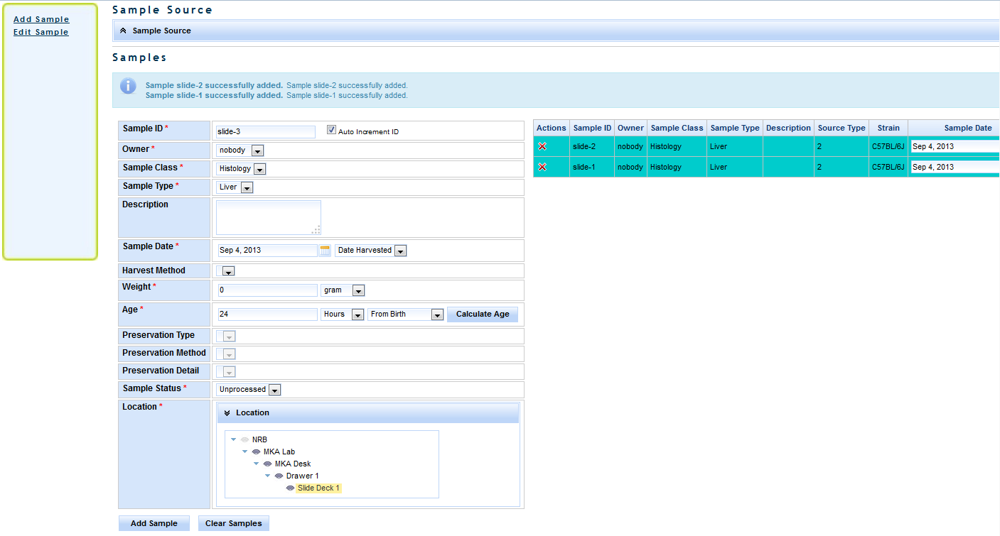 Add Sample
Edit Sample
Sample Source
Sample Source
Samples
Sample slide-2 successfully added. Sample slide-2 successfully added.
Sample slide-1 successfully added. Sample slide-1 successfully added.
Sample ID * slide-3 Auto Increment ID
Owner * nobody
Sample Class * Histology
Sample Type * Liver
Description
Sample Date * Sep 4, 2013 Date Harvested
Harvest Method
Weight * 0 gram
Age * 24 Hours From Birth Calculate Age
Preservation Type
Preservation Method
Preservation Detail
Sample Status * Unprocessed
Location * Location
NRB
MKA Lab
MKA Desk
Drawer 1
Slide Deck 1
Add Sample Clear Samples
Actions Sample ID Owner Sample Class Sample Type Description Source Type Strain Sample Date
slide-2 nobody Histology Liver 2 C57BL/6J Sep 4, 2013
slide-1 nobody Histology Liver 2 C57BL/6J Sep 4, 2013